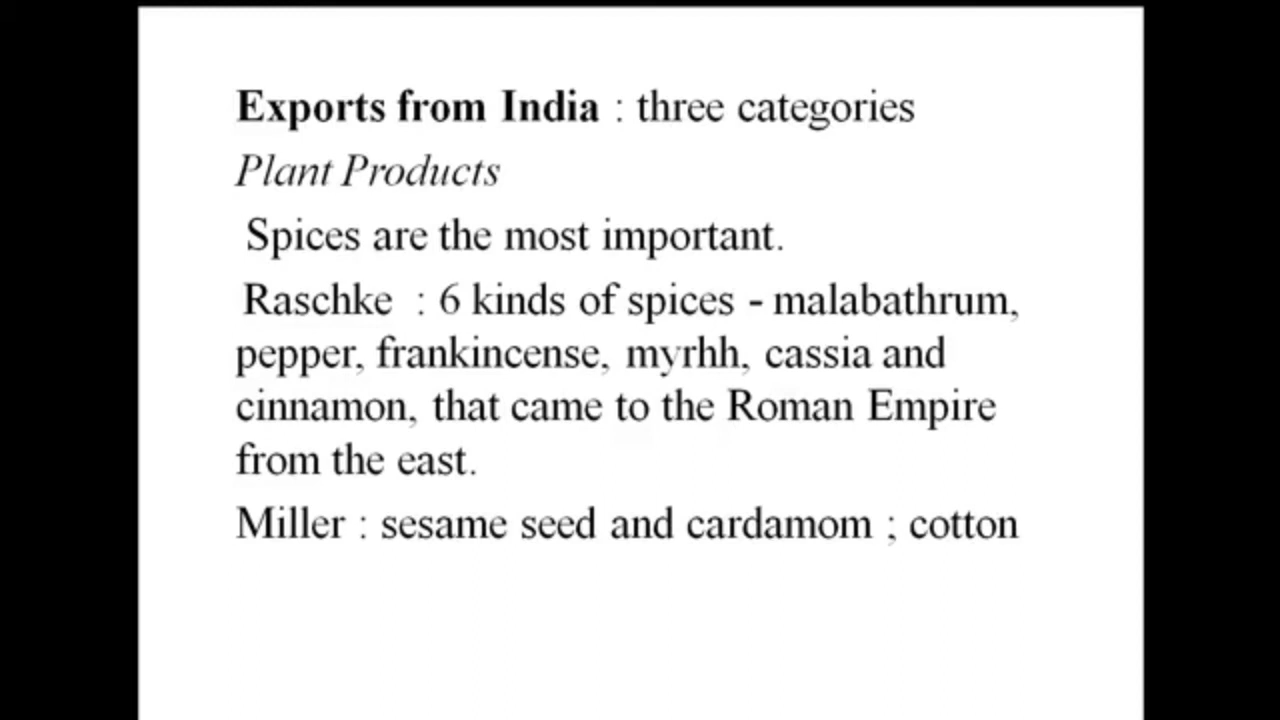 Exports from India : three categories
Plant Products
Spices are the most important.
Raschke : 6 kinds of spices - malabathrum,
pepper, frankincense, myrhh, cassia and
cinnamon, that came to the Roman Empire
from the east.
Miller : sesame seed and cardamom ; cotton